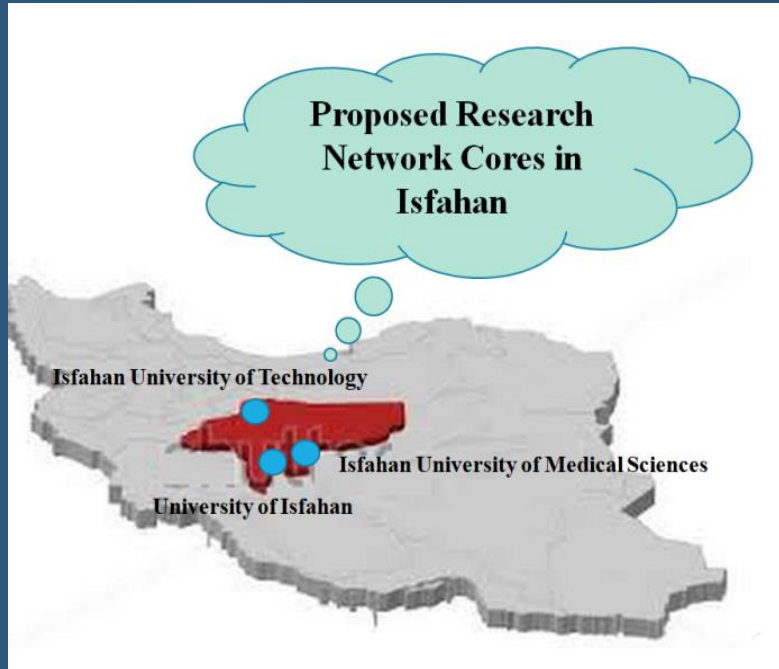 Proposed Research
Network Cores in
Isfahan
Isfahan University of Technology
Isfahan University of Medical Sciences
University of Isfahan